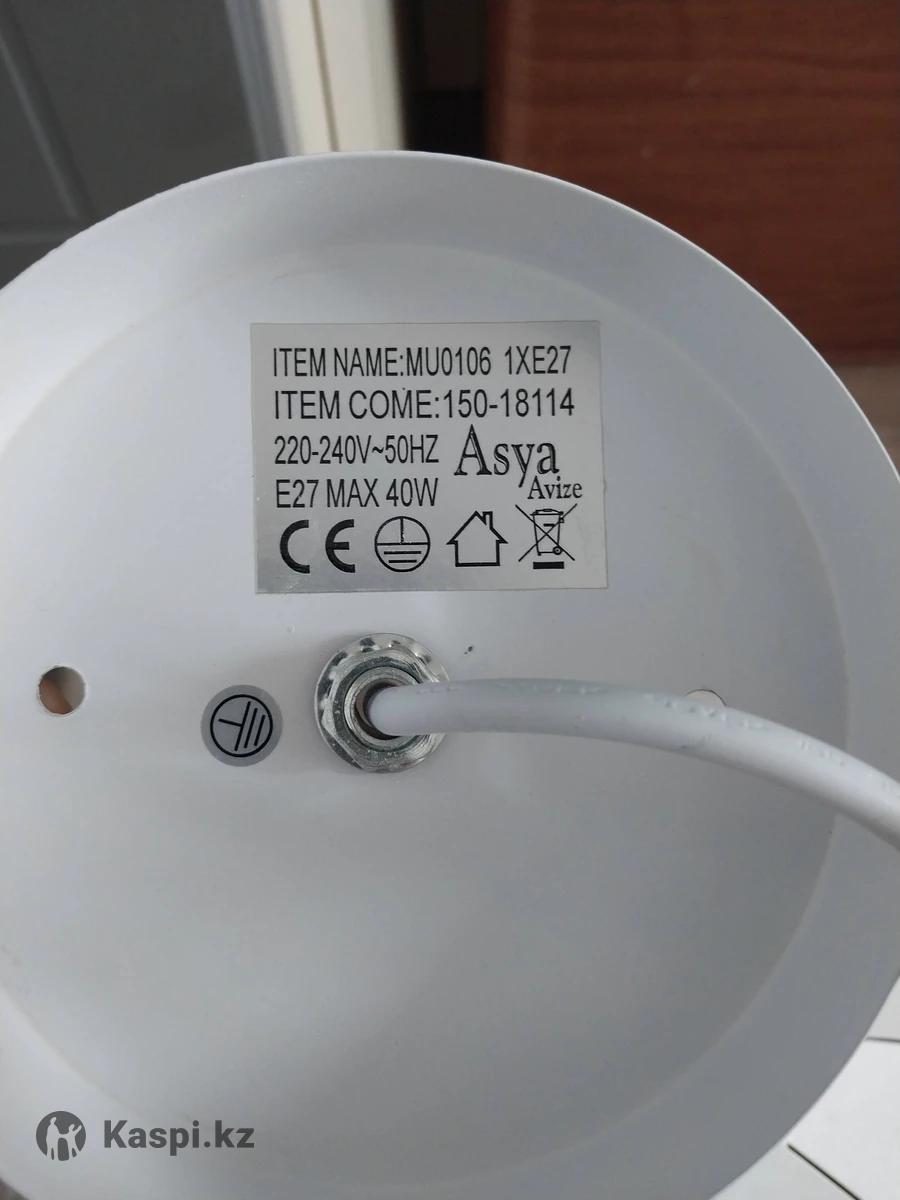 ITEM NAME:MU0106 1XE27
ITEM COME:150-18114
220-240V~50HZ
E27 MAX 40W
Asya
Avize
CE
Kaspi.kz